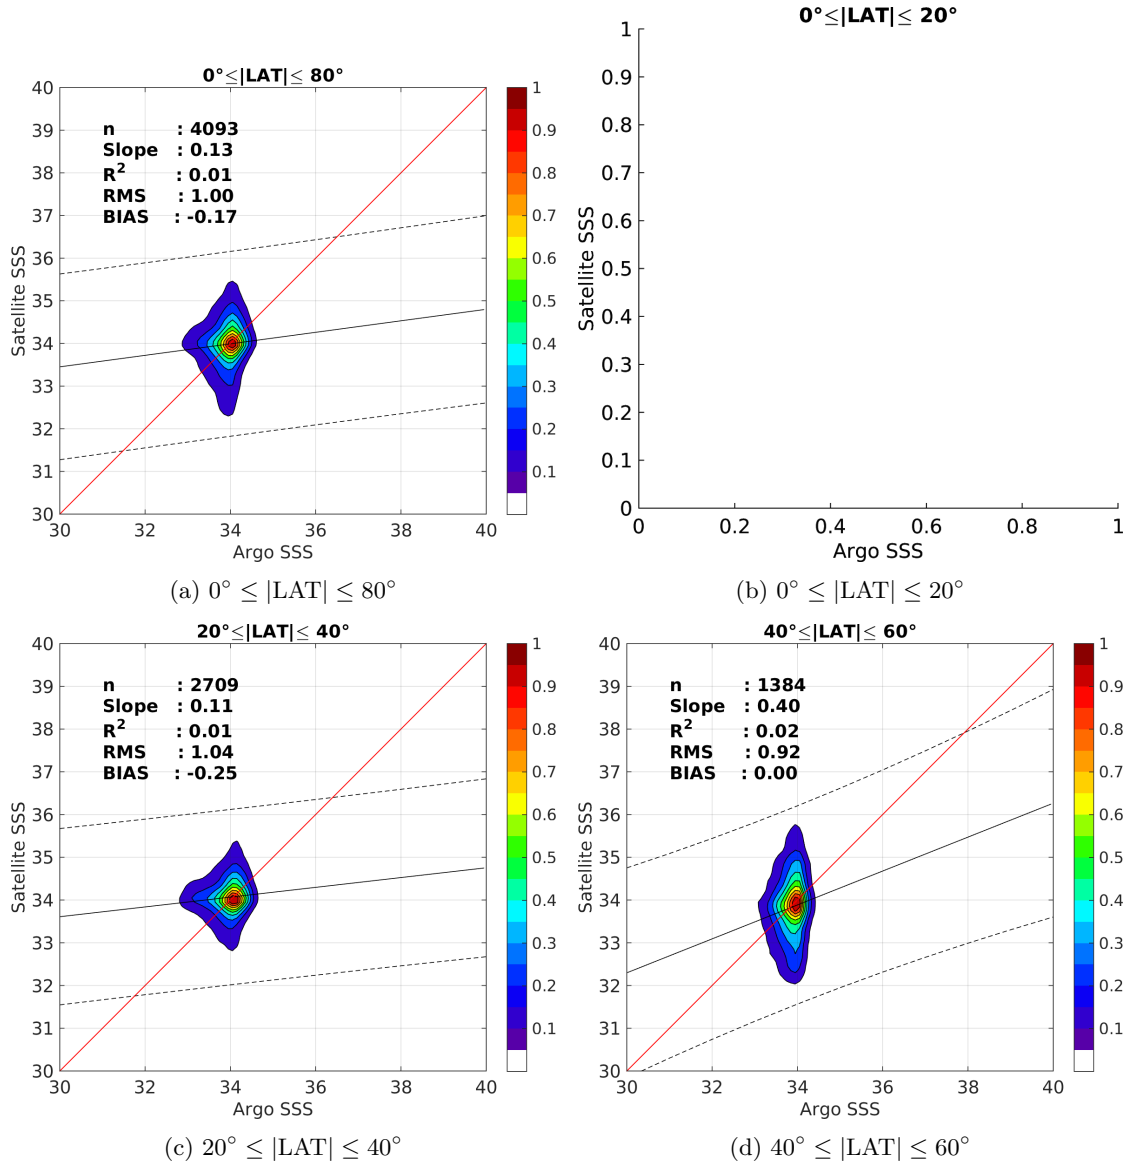 0°≤|LAT|≤ 80°
40
39
38
37
36
35
34
33
32
31
30
30 32 34 36 38 40
Satellite SSS
Argo SSS
n : 4093
Slope : 0.13
R² : 0.01
RMS : 1.00
BIAS : -0.17
1
0.9
0.8
0.7
0.6
0.5
0.4
0.3
0.2
0.1
(a) 0° ≤ |LAT| ≤ 80°
0°≤|LAT|≤ 20°
1
0.9
0.8
0.7
0.6
0.5
0.4
0.3
0.2
0.1
0
0 0.2 0.4 0.6 0.8 1
Satellite SSS
Argo SSS
(b) 0° ≤ |LAT| ≤ 20°
20°≤|LAT|≤ 40°
40
39
38
37
36
35
34
33
32
31
30
30 32 34 36 38 40
Satellite SSS
Argo SSS
n : 2709
Slope : 0.11
R² : 0.01
RMS : 1.04
BIAS : -0.25
1
0.9
0.8
0.7
0.6
0.5
0.4
0.3
0.2
0.1
(c) 20° ≤ |LAT| ≤ 40°
40°≤|LAT|≤ 60°
40
39
38
37
36
35
34
33
32
31
30
30 32 34 36 38 40
Satellite SSS
Argo SSS
n : 1384
Slope : 0.40
R² : 0.02
RMS : 0.92
BIAS : 0.00
1
0.9
0.8
0.7
0.6
0.5
0.4
0.3
0.2
0.1
(d) 40° ≤ |LAT| ≤ 60°